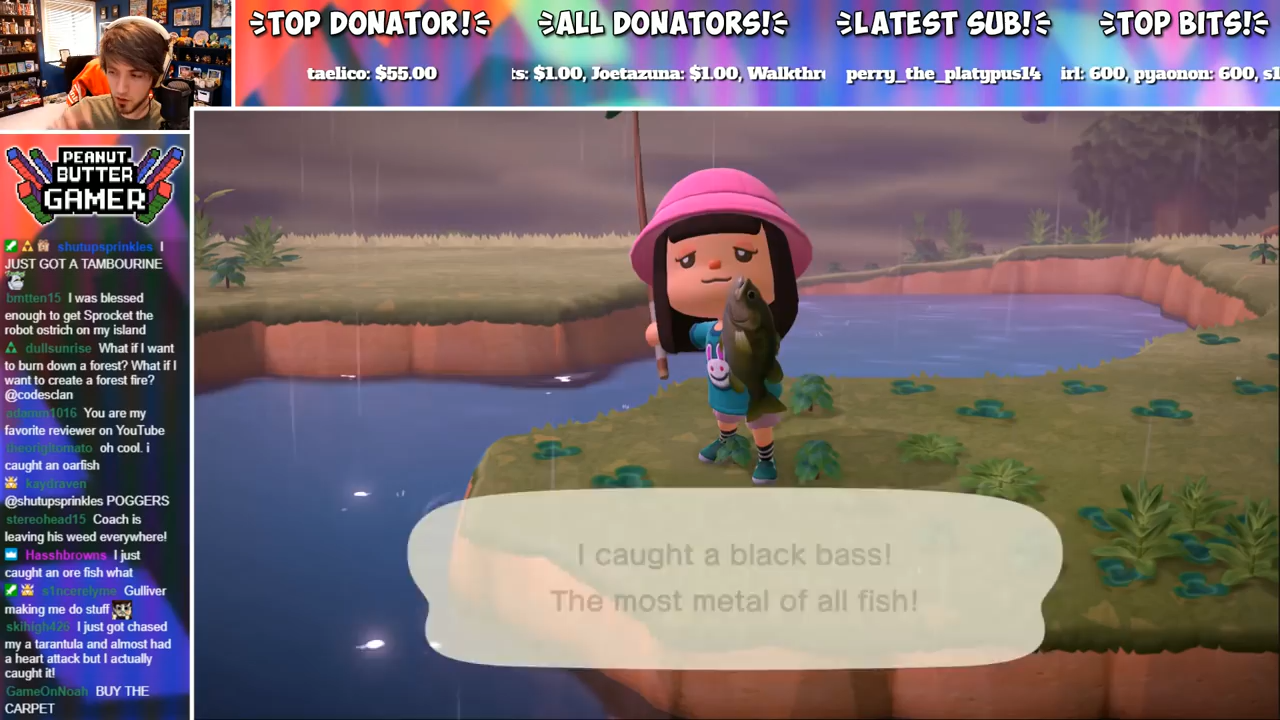 TOP DONATOR!
ALL DONATORS!
LATEST SUB!
TOP BITS!
taelico: $55.00
ts: $1.00, Joetazuna: $1.00, Walkthr
perry_the_platypus14
irl: 600, pyaonon: 600, s1
PEANUT
BUTTER
GAMER
shutupsprinkles I
JUST GOT A TAMBOURINE
bmtten15 I was blessed
enough to get Sprocket the
robot ostrich on my island
dullsunrise What if I want
to burn down a forest? What if I
want to create a forest fire?
@codesclan
adamm1016 You are my
favorite reviewer on YouTube
theorigitomato oh cool. i
caught an oarfish
kaydraven
@shutupsprinkles POGGERS
stereohead15 Coach is
leaving his weed everywhere!
Hasshbrowns I just
caught an ore fish what
s1ncerelyme Gulliver
making me do stuff
skihigh426 I just got chased
my a tarantula and almost had
a heart attack but I actually
caught it!
GameOnNoah BUY THE
CARPET
I caught a black bass!
The most metal of all fish!